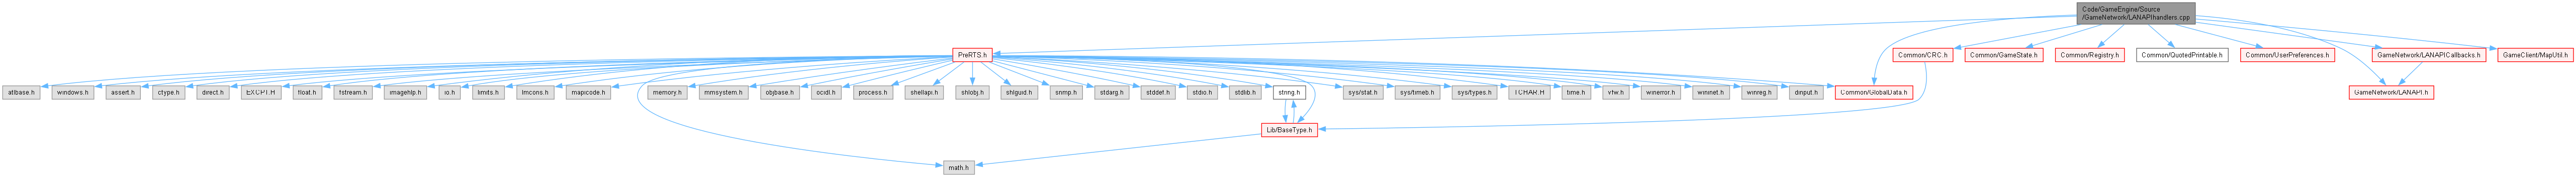 Code/GameEngine/Source
/GameNetwork/LANAPIhandlers.cpp
PreRTS.h
Common/CRC.h
Common/GameState.h
Common/Registry.h
Common/QuotedPrintable.h
Common/UserPreferences.h
GameNetwork/LANAPICallbacks.h
GameClient/MapUtil.h
atlbase.h
windows.h
assert.h
ctype.h
direct.h
EXCPT.H
float.h
fstream.h
imagehlp.h
io.h
limits.h
lmcons.h
mapicode.h
memory.h
mmsystem.h
objbase.h
ocidl.h
process.h
shellapi.h
shlobj.h
shlguid.h
snmp.h
stdarg.h
stddef.h
stdio.h
stdlib.h
string.h
sys/stat.h
sys/timeb.h
sys/types.h
TCHAR.H
time.h
vfw.h
winerror.h
wininet.h
winreg.h
dinput.h
Common/GlobalData.h
GameNetwork/LANAPI.h
Lib/BaseType.h
math.h